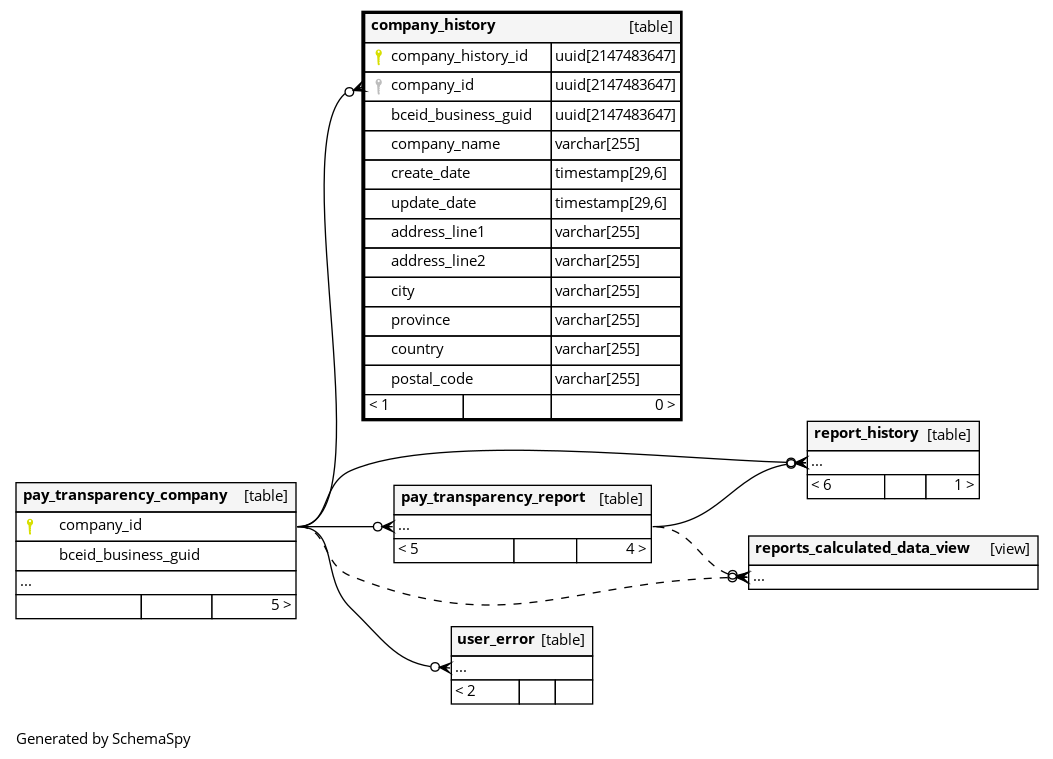 company_history [table]
company_history_id uuid[2147483647]
company_id uuid[2147483647]
bceid_business_guid uuid[2147483647]
company_name varchar[255]
create_date timestamp[29,6]
update_date timestamp[29,6]
address_line1 varchar[255]
address_line2 varchar[255]
city varchar[255]
province varchar[255]
country varchar[255]
postal_code varchar[255]
< 1 0 >
report_history [table]
...
< 6 1 >
pay_transparency_company [table]
company_id
bceid_business_guid
...
5 >
pay_transparency_report [table]
...
< 5 4 >
reports_calculated_data_view [view]
...
user_error [table]
...
< 2
Generated by SchemaSpy